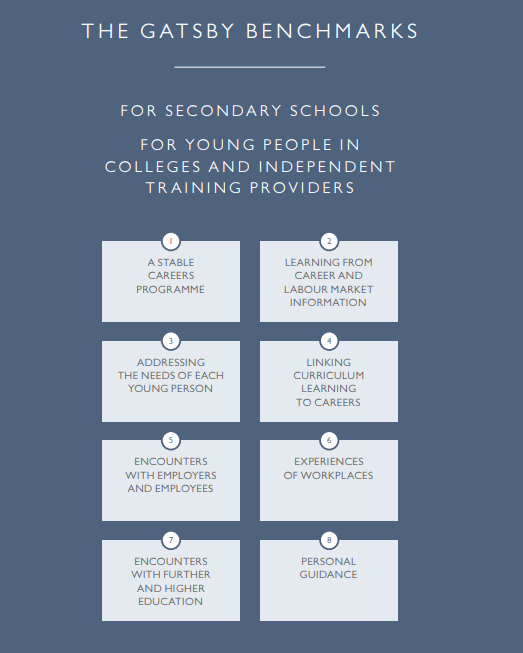 THE GATSBY BENCHMARKS
FOR SECONDARY SCHOOLS
FOR YOUNG PEOPLE IN
COLLEGES AND INDEPENDENT
TRAINING PROVIDERS
1
A STABLE
CAREERS
PROGRAMME
2
LEARNING FROM
CAREER AND
LABOUR MARKET
INFORMATION
3
ADDRESSING
THE NEEDS OF EACH
YOUNG PERSON
4
LINKING
CURRICULUM
LEARNING
TO CAREERS
5
ENCOUNTERS
WITH EMPLOYERS
AND EMPLOYEES
6
EXPERIENCES
OF WORKPLACES
7
ENCOUNTERS
WITH FURTHER
AND HIGHER
EDUCATION
8
PERSONAL
GUIDANCE